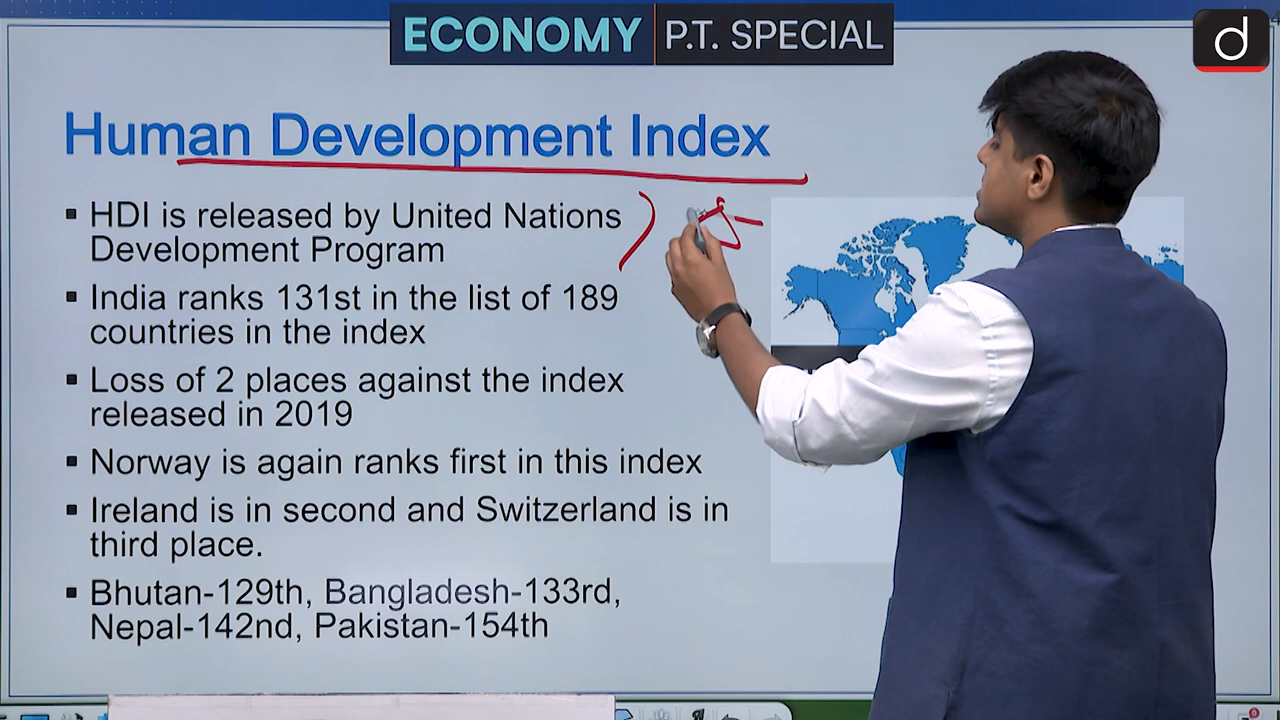 ECONOMY P.T. SPECIAL
d
Human Development Index
▪ HDI is released by United Nations
Development Program
▪ India ranks 131st in the list of 189
countries in the index
▪ Loss of 2 places against the index
released in 2019
▪ Norway is again ranks first in this index
▪ Ireland is in second and Switzerland is in
third place.
▪ Bhutan-129th, Bangladesh-133rd,
Nepal-142nd, Pakistan-154th